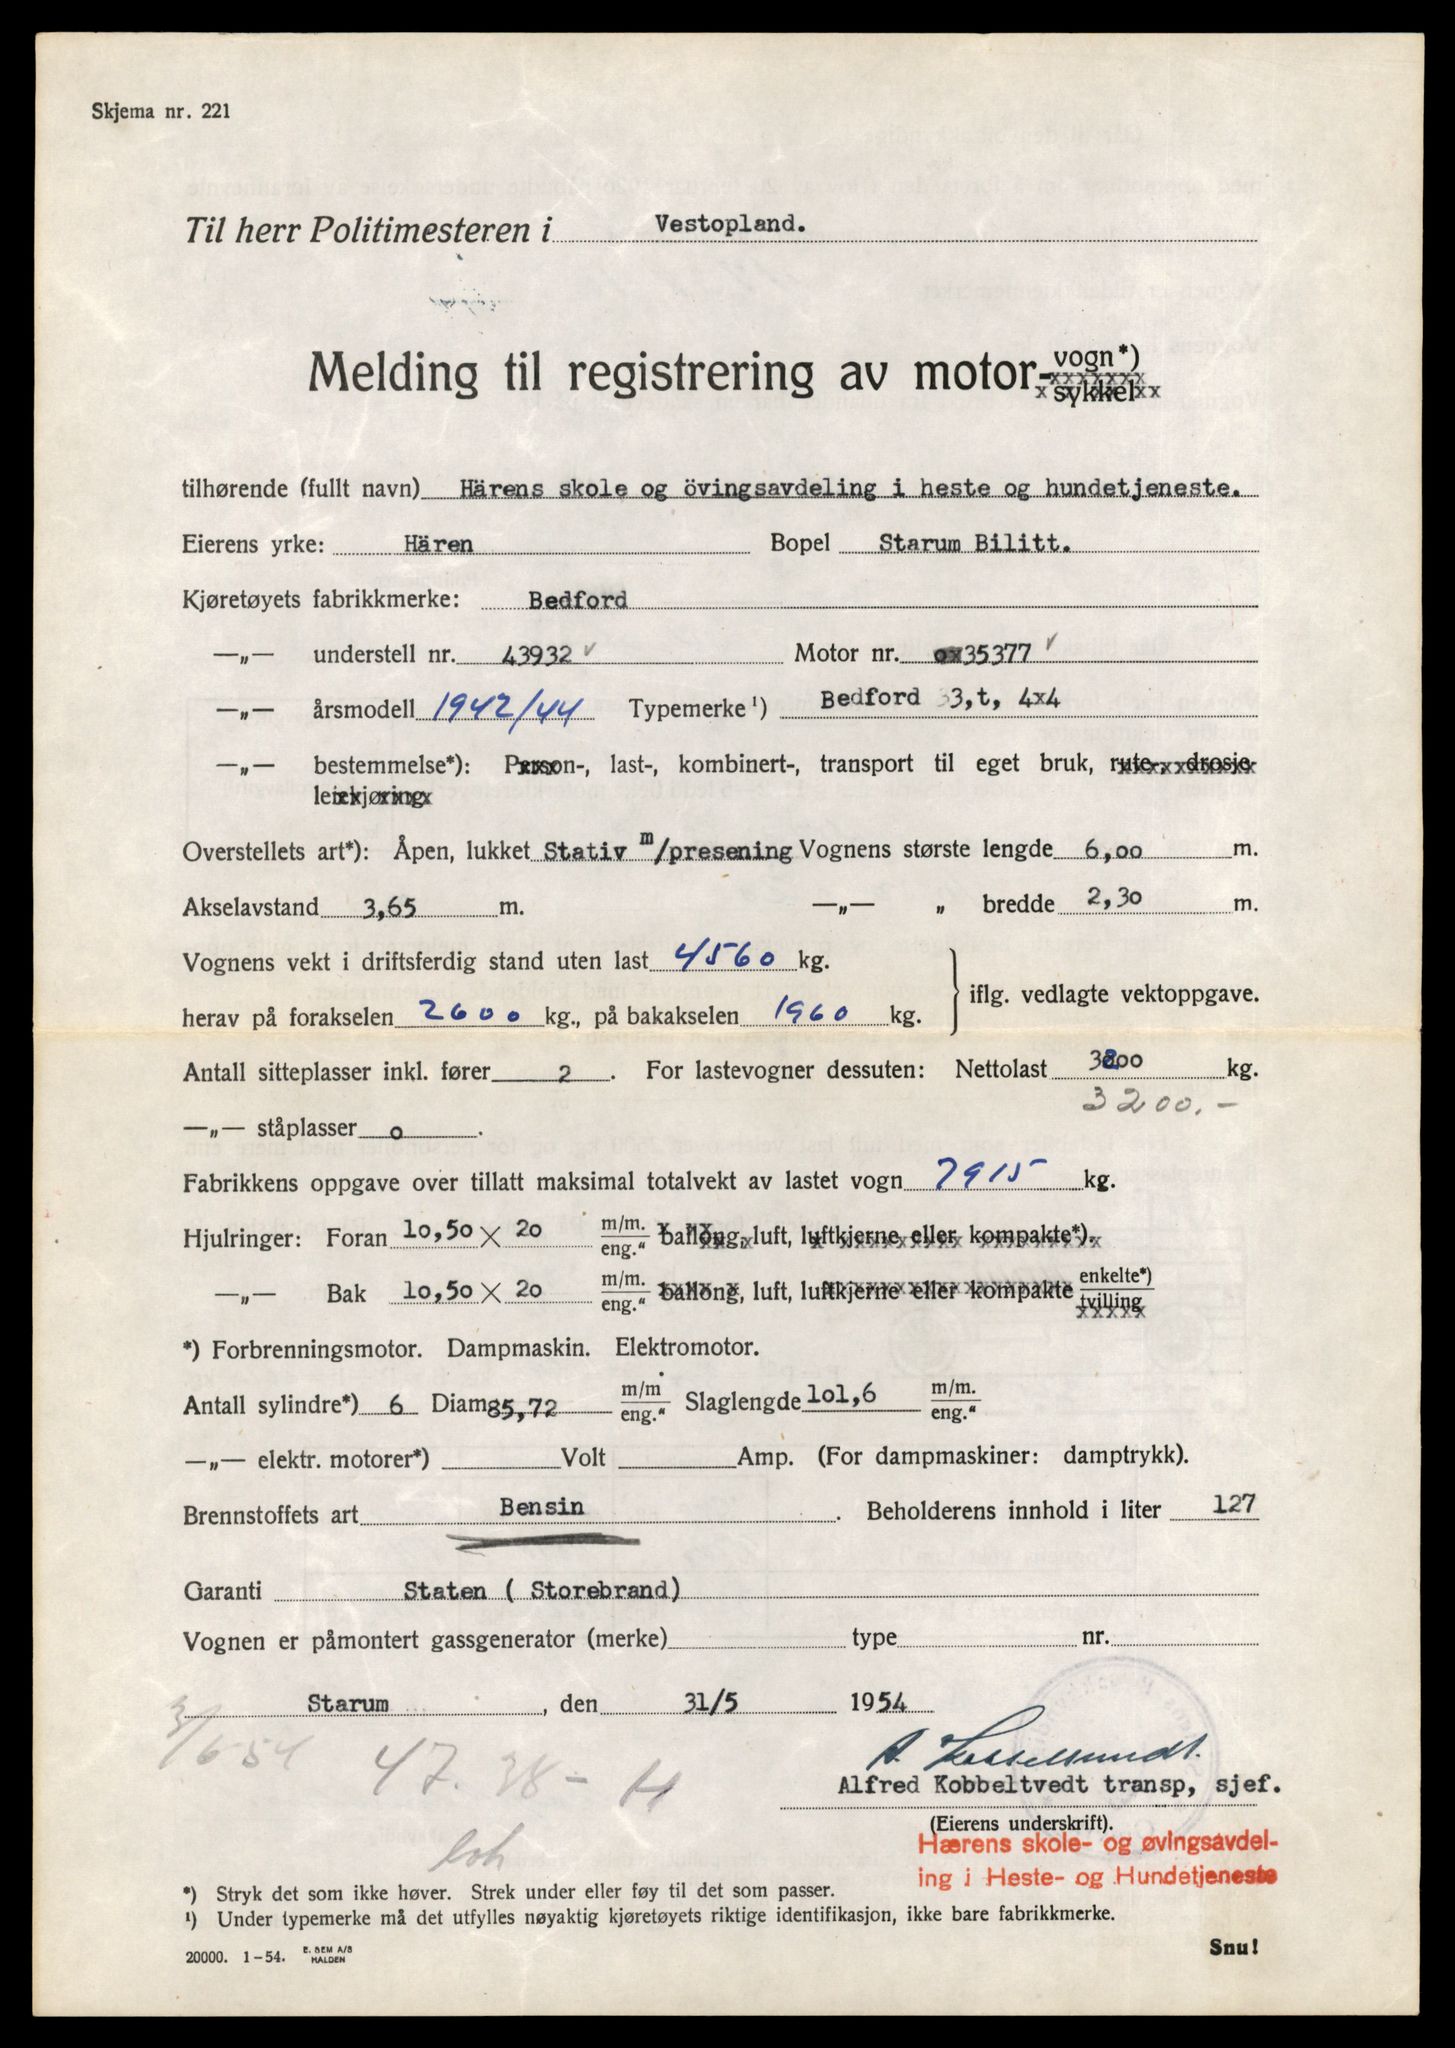 Skjema nr. 221
Til herr Politimesteren i Vestopland.
Melding til registrering av motor- vogn*)
sykkel
tilhørende (fullt navn) Härens skole og övingsavdeling i heste og hundetjeneste.
Eierens yrke: Hären Bopel Starum Bilitt.
Kjøretøyets fabrikkmerke: Bedford
—„— understell nr. 43932 ✓ Motor nr. ox35377 ✓
—„— årsmodell 1942/44 Typemerke¹) Bedford 3,t, 4x4
—„— bestemmelse*): Person-, last-, kombinert-, transport til eget bruk, rute-, drosje
leiekjøring
Overstellets art*): Åpen, lukket Stativ m/presening Vognens største lengde 6,00 m.
Akselavstand 3,65 m. —„— „ bredde 2,30 m.
Vognens vekt i driftsferdig stand uten last 4560 kg.
herav på forakselen 2600 kg., på bakakselen 1960 kg. iflg. vedlagte vektoppgave.
Antall sitteplasser inkl. fører 2 . For lastevogner dessuten: Nettolast 3200 kg.
3200.-
—„— ståplasser o .
Fabrikkens oppgave over tillatt maksimal totalvekt av lastet vogn 7915 kg.
Hjulringer: Foran 10,50 x 20 m/m. eng.“ ballong, luft, luftkjerne eller kompakte*).
—„— Bak 10,50 x 20 m/m. eng.“ ballong, luft, luftkjerne eller kompakte enkelte*) tvilling
*) Forbrenningsmotor. Dampmaskin. Elektromotor.
Antall sylindre*) 6 Diam. 85,72 m/m eng.“ Slaglengde 101,6 m/m. eng.“
—„— elektr. motorer*) Volt Amp. (For dampmaskiner: damptrykk).
Brennstoffets art Bensin . Beholderens innhold i liter 127
Garanti Staten ( Storebrand)
Vognen er påmontert gassgenerator (merke) type nr.
Starum , den 31/5 1954
3/6 54 47. 38 - H
A. Kobbeltvedt.
Alfred Kobbeltvedt transp, sjef.
(Eierens underskrift).
Hærens skole- og øvingsavdel-
ing i Heste- og Hundetjeneste
*) Stryk det som ikke høver. Strek under eller føy til det som passer.
¹) Under typemerke må det utfylles nøyaktig kjøretøyets riktige identifikasjon, ikke bare fabrikkmerke.
20000. 1-54. E. SEM A/S HALDEN
Snu!